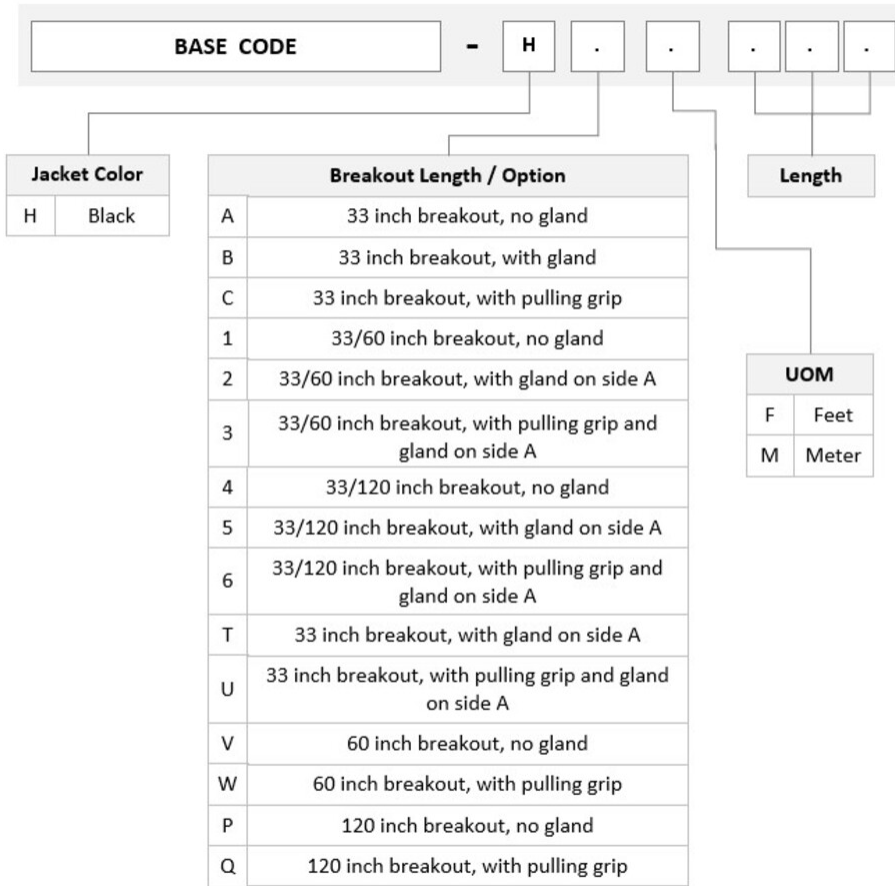 BASE CODE - H . . . . .
Jacket Color
H Black
Breakout Length / Option
A 33 inch breakout, no gland
B 33 inch breakout, with gland
C 33 inch breakout, with pulling grip
1 33/60 inch breakout, no gland
2 33/60 inch breakout, with gland on side A
3 33/60 inch breakout, with pulling grip and
gland on side A
4 33/120 inch breakout, no gland
5 33/120 inch breakout, with gland on side A
6 33/120 inch breakout, with pulling grip and
gland on side A
T 33 inch breakout, with gland on side A
U 33 inch breakout, with pulling grip and gland
on side A
V 60 inch breakout, no gland
W 60 inch breakout, with pulling grip
P 120 inch breakout, no gland
Q 120 inch breakout, with pulling grip
Length
UOM
F Feet
M Meter